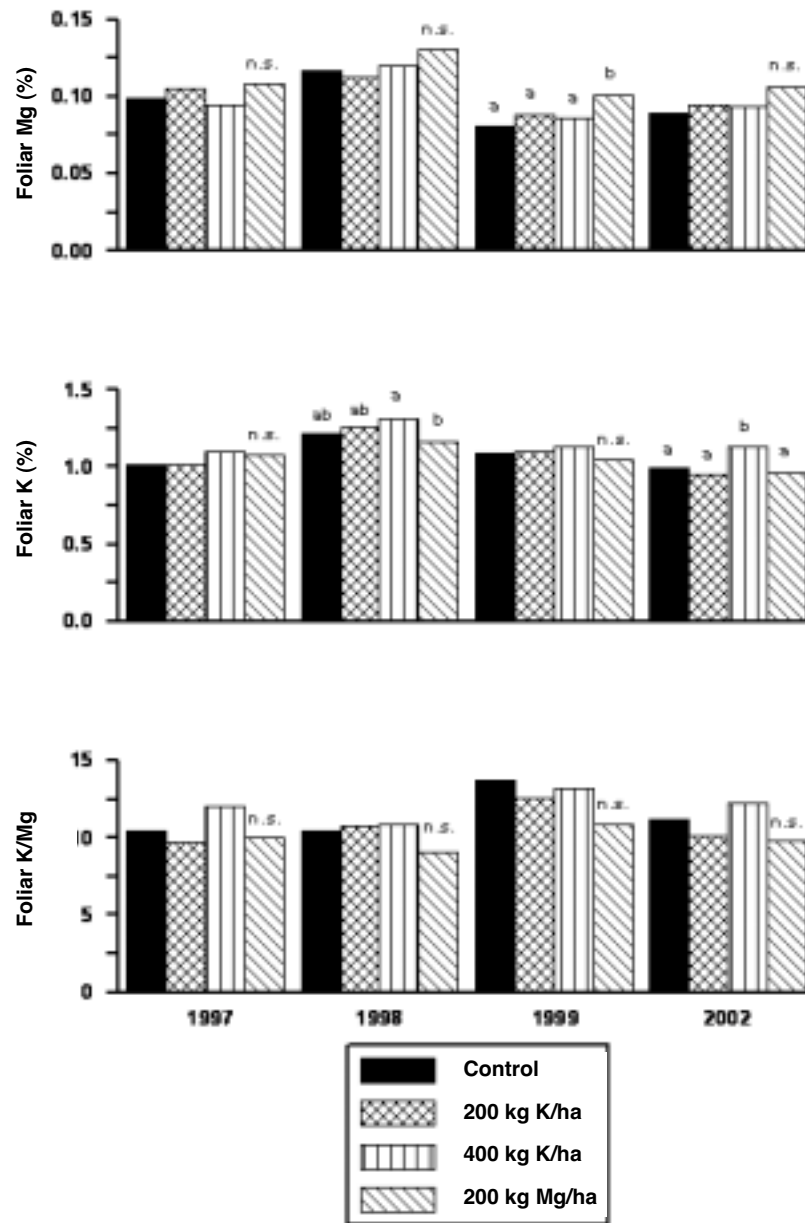 Foliar Mg (%)
0.15
0.10
0.05
0.00
n.s.
n.s.
a a a b
n.s.
Foliar K (%)
1.5
1.0
0.5
0.0
n.s.
ab ab a b
n.s.
a a b a
Foliar K/Mg
15
10
5
0
n.s.
n.s.
n.s.
n.s.
1997 1998 1999 2002
Control
200 kg K/ha
400 kg K/ha
200 kg Mg/ha